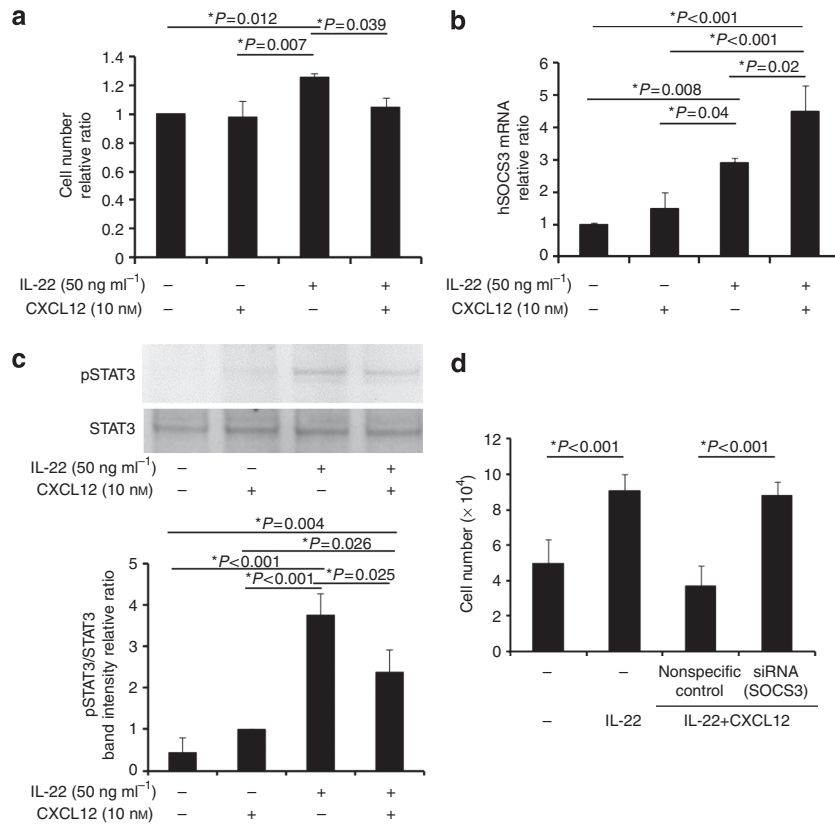 a
*P=0.012
*P=0.039
*P=0.007
1.4
1.2
1
0.8
0.6
0.4
0.2
0
Cell number
relative ratio
IL-22 (50 ng ml⁻¹) – – + +
CXCL12 (10 nM) – + – +
b
*P<0.001
*P<0.001
*P=0.02
*P=0.008
*P=0.04
6
5
4
3
2
1
0
hSOCS3 mRNA
relative ratio
IL-22 (50 ng ml⁻¹) – – + +
CXCL12 (10 nM) – + – +
c
pSTAT3
STAT3
IL-22 (50 ng ml⁻¹) – – + +
CXCL12 (10 nM) – + – +
*P=0.004
*P=0.026
*P<0.001
*P=0.025
*P<0.001
5
4
3
2
1
0
pSTAT3/STAT3
band intensity relative ratio
IL-22 (50 ng ml⁻¹) – – + +
CXCL12 (10 nM) – + – +
d
*P<0.001 *P<0.001
12
10
8
6
4
2
0
Cell number (× 10⁴)
– – Nonspecific control siRNA (SOCS3)
– IL-22 IL-22+CXCL12